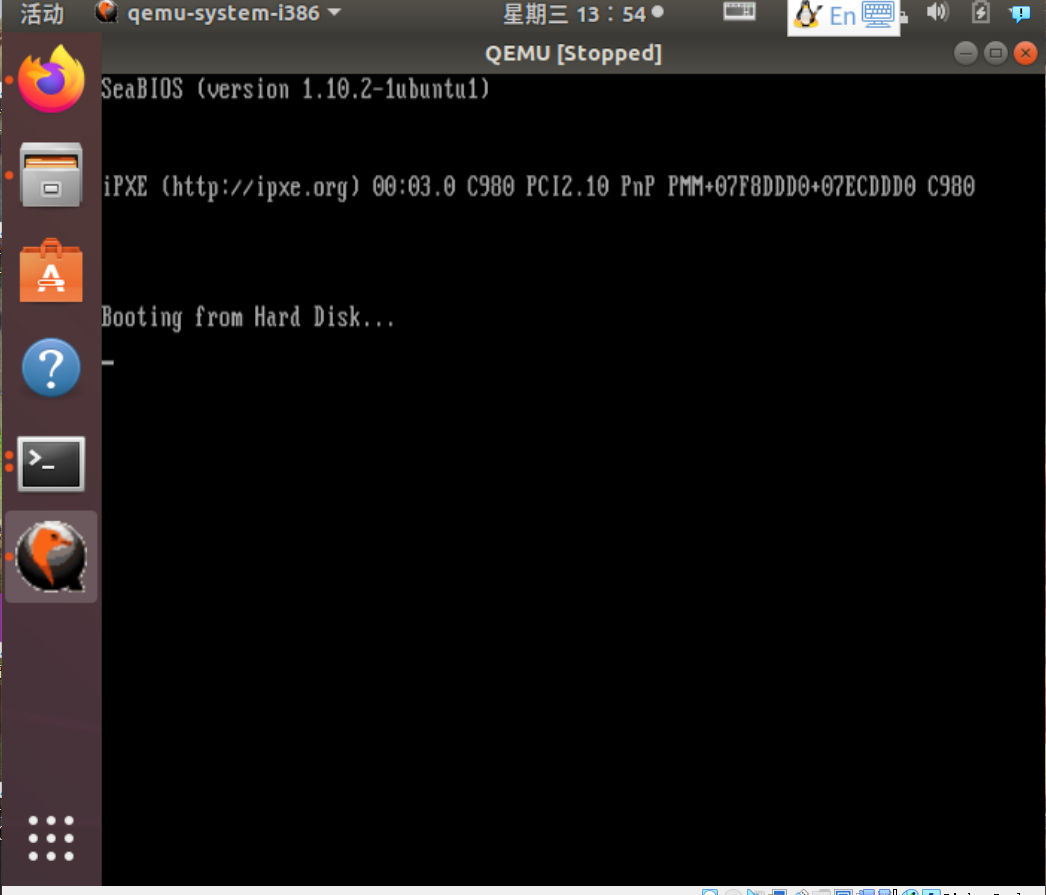 活动
qemu-system-i386
星期三 13：54
En
QEMU [Stopped]
SeaBIOS (version 1.10.2-1ubuntu1)
iPXE (http://ipxe.org) 00:03.0 C980 PCI2.10 PnP PMM+07F8DDD0+07ECDDD0 C980
Booting from Hard Disk...